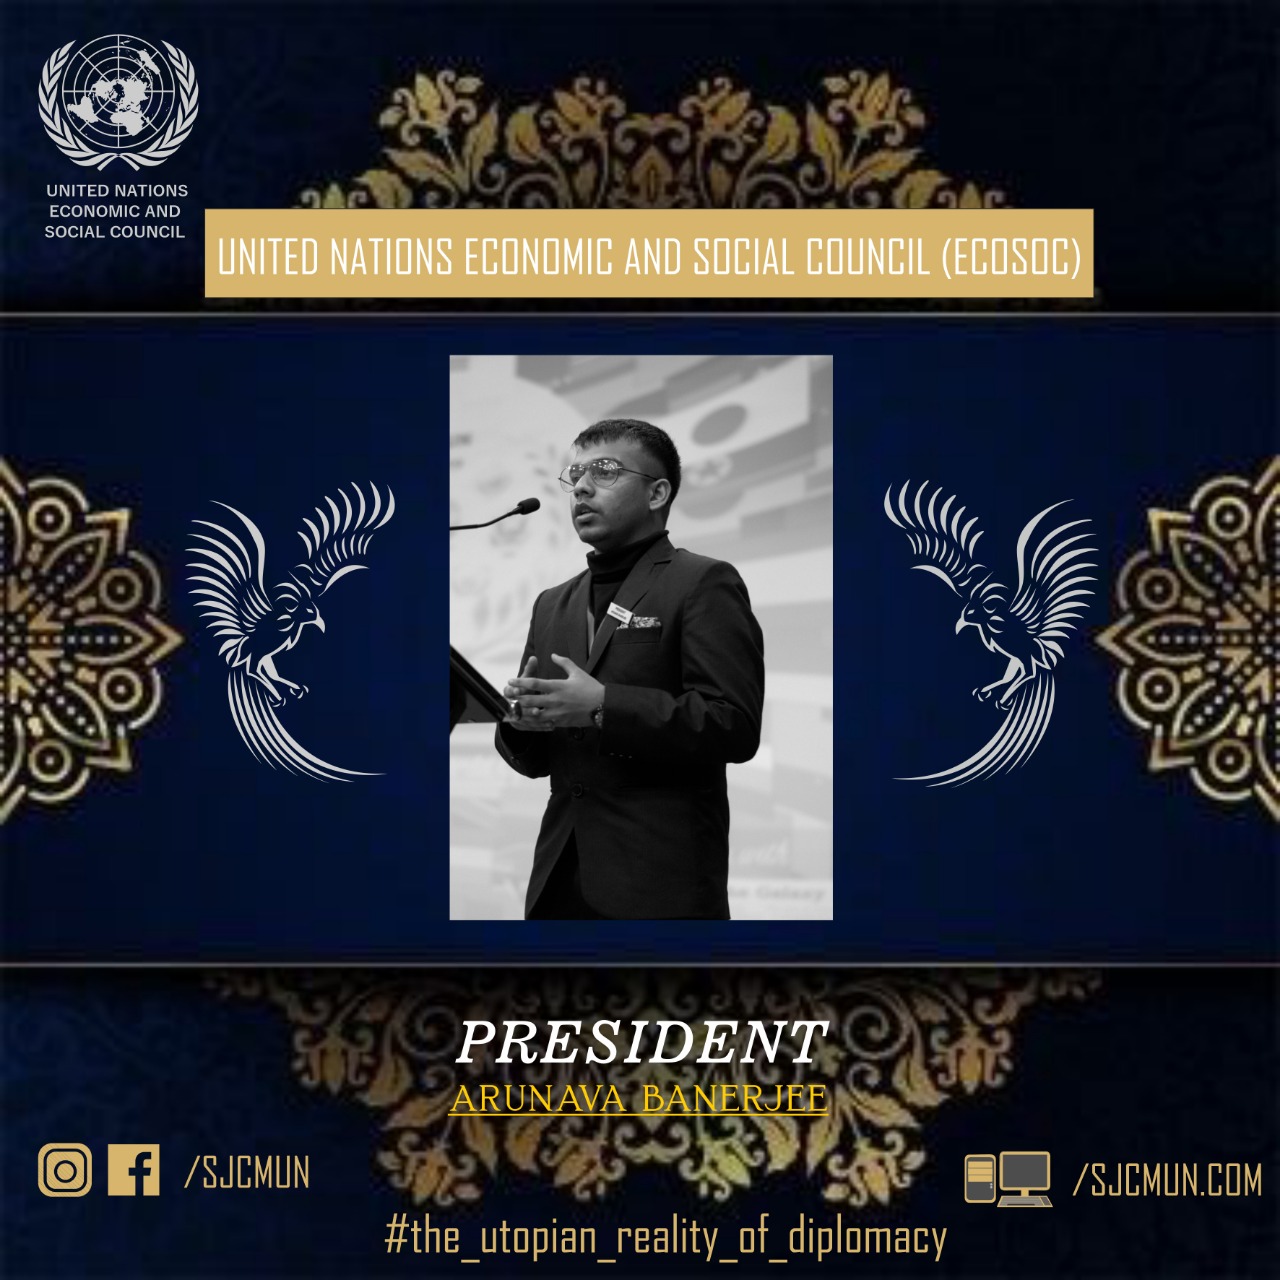 UNITED NATIONS
ECONOMIC AND
SOCIAL COUNCIL
UNITED NATIONS ECONOMIC AND SOCIAL COUNCIL (ECOSOC)
PRESIDENT
ARUNAVA BANERJEE
/SJCMUN
/SJCMUN.COM
#the_utopian_reality_of_diplomacy